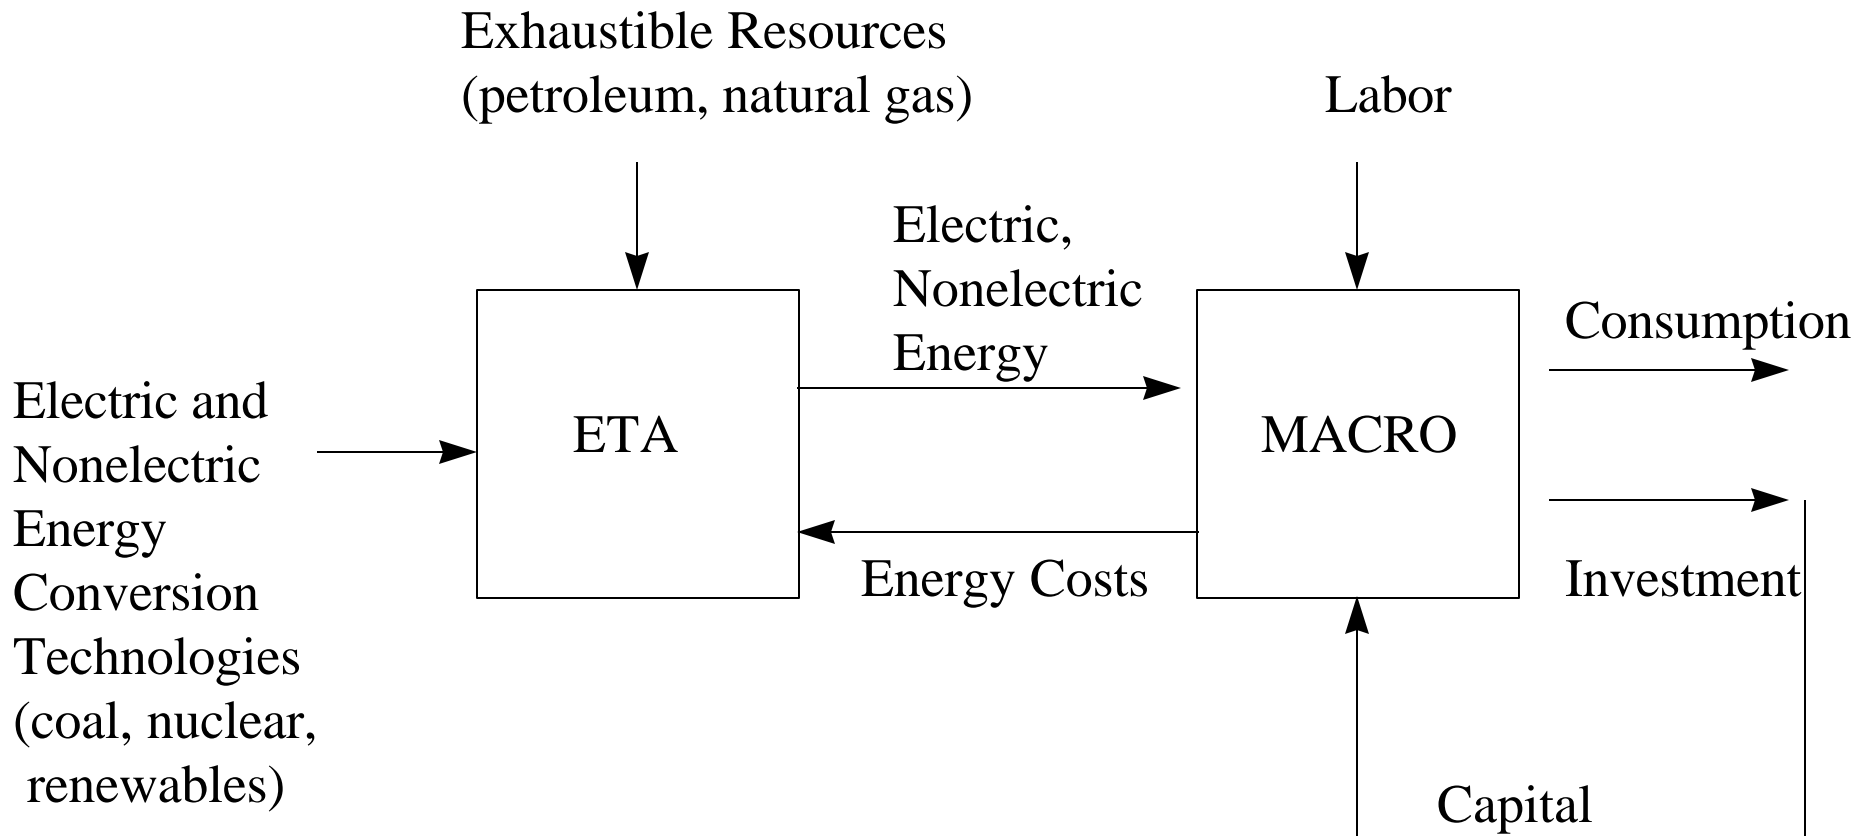 Exhaustible Resources
(petroleum, natural gas)
Labor
Electric,
Nonelectric
Energy
Consumption
Electric and
Nonelectric
Energy
Conversion
Technologies
(coal, nuclear,
renewables)
ETA
MACRO
Energy Costs
Investment
Capital